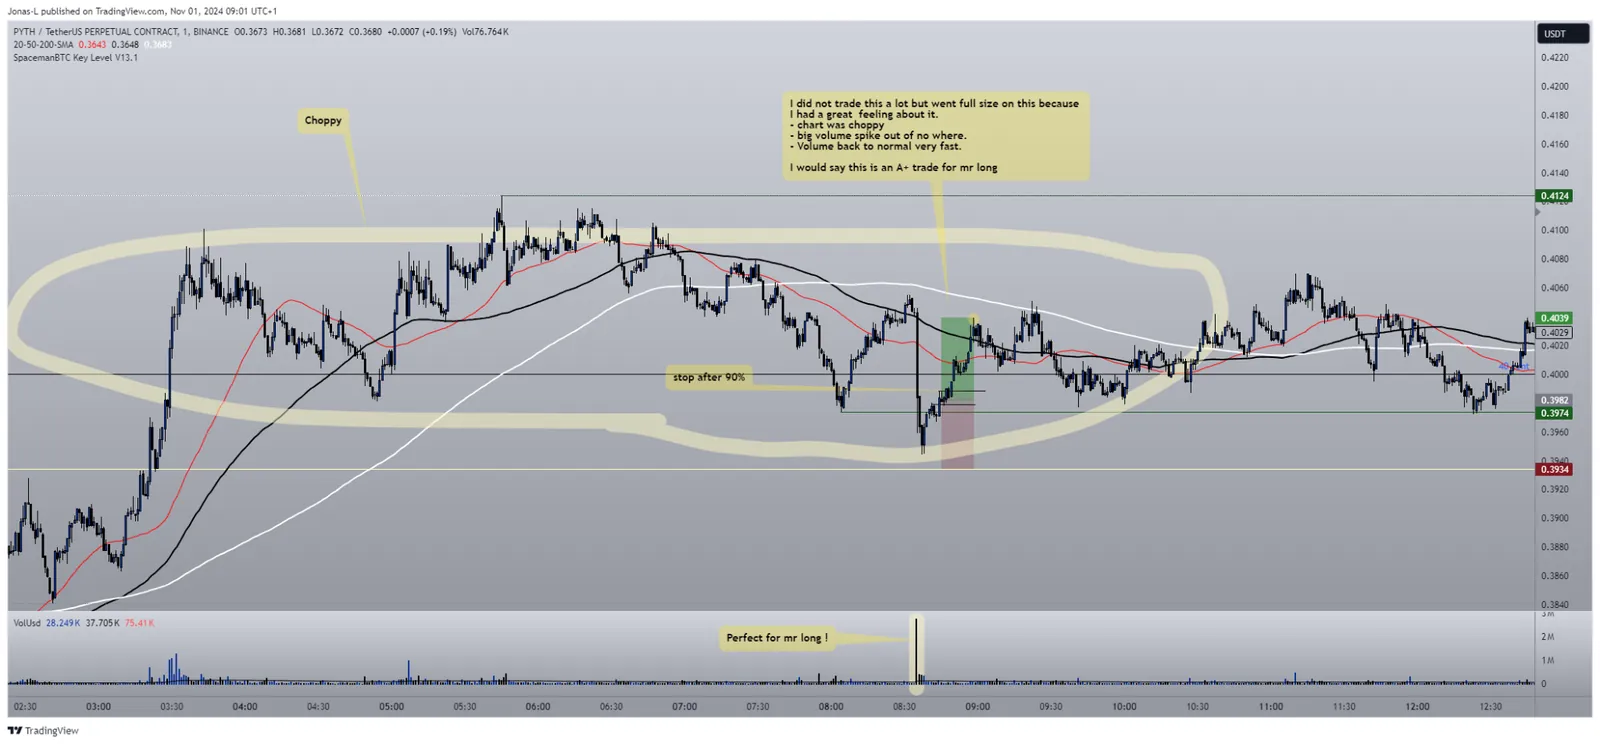 Jonas-L published on TradingView.com, Nov 01, 2024 09:01 UTC+1
PYTH / TetherUS PERPETUAL CONTRACT, 1, BINANCE O0.3673 H0.3681 L0.3672 C0.3680 +0.0007 (+0.19%) Vol76.764K
20-50-200-SMA 0.3643 0.3648 0.3683
SpacemanBTC Key Level V13.1
USDT
0.4220
0.4200
0.4180
0.4160
0.4140
0.4124
0.4100
0.4080
0.4060
0.4039
0.4029
0.4020
0.4000
0.3982
0.3974
0.3960
0.3940
0.3934
0.3920
0.3900
0.3880
0.3860
0.3840
Choppy
I did not trade this a lot but went full size on this because
I had a great feeling about it.
- chart was choppy
- big volume spike out of no where.
- Volume back to normal very fast.
I would say this is an A+ trade for mr long
stop after 90%
VolUsd 28.249K 37.705K 75.41K
Perfect for mr long !
3M
2M
1M
0
02:30 03:00 03:30 04:00 04:30 05:00 05:30 06:00 06:30 07:00 07:30 08:00 08:30 09:00 09:30 10:00 10:30 11:00 11:30 12:00 12:30
TradingView